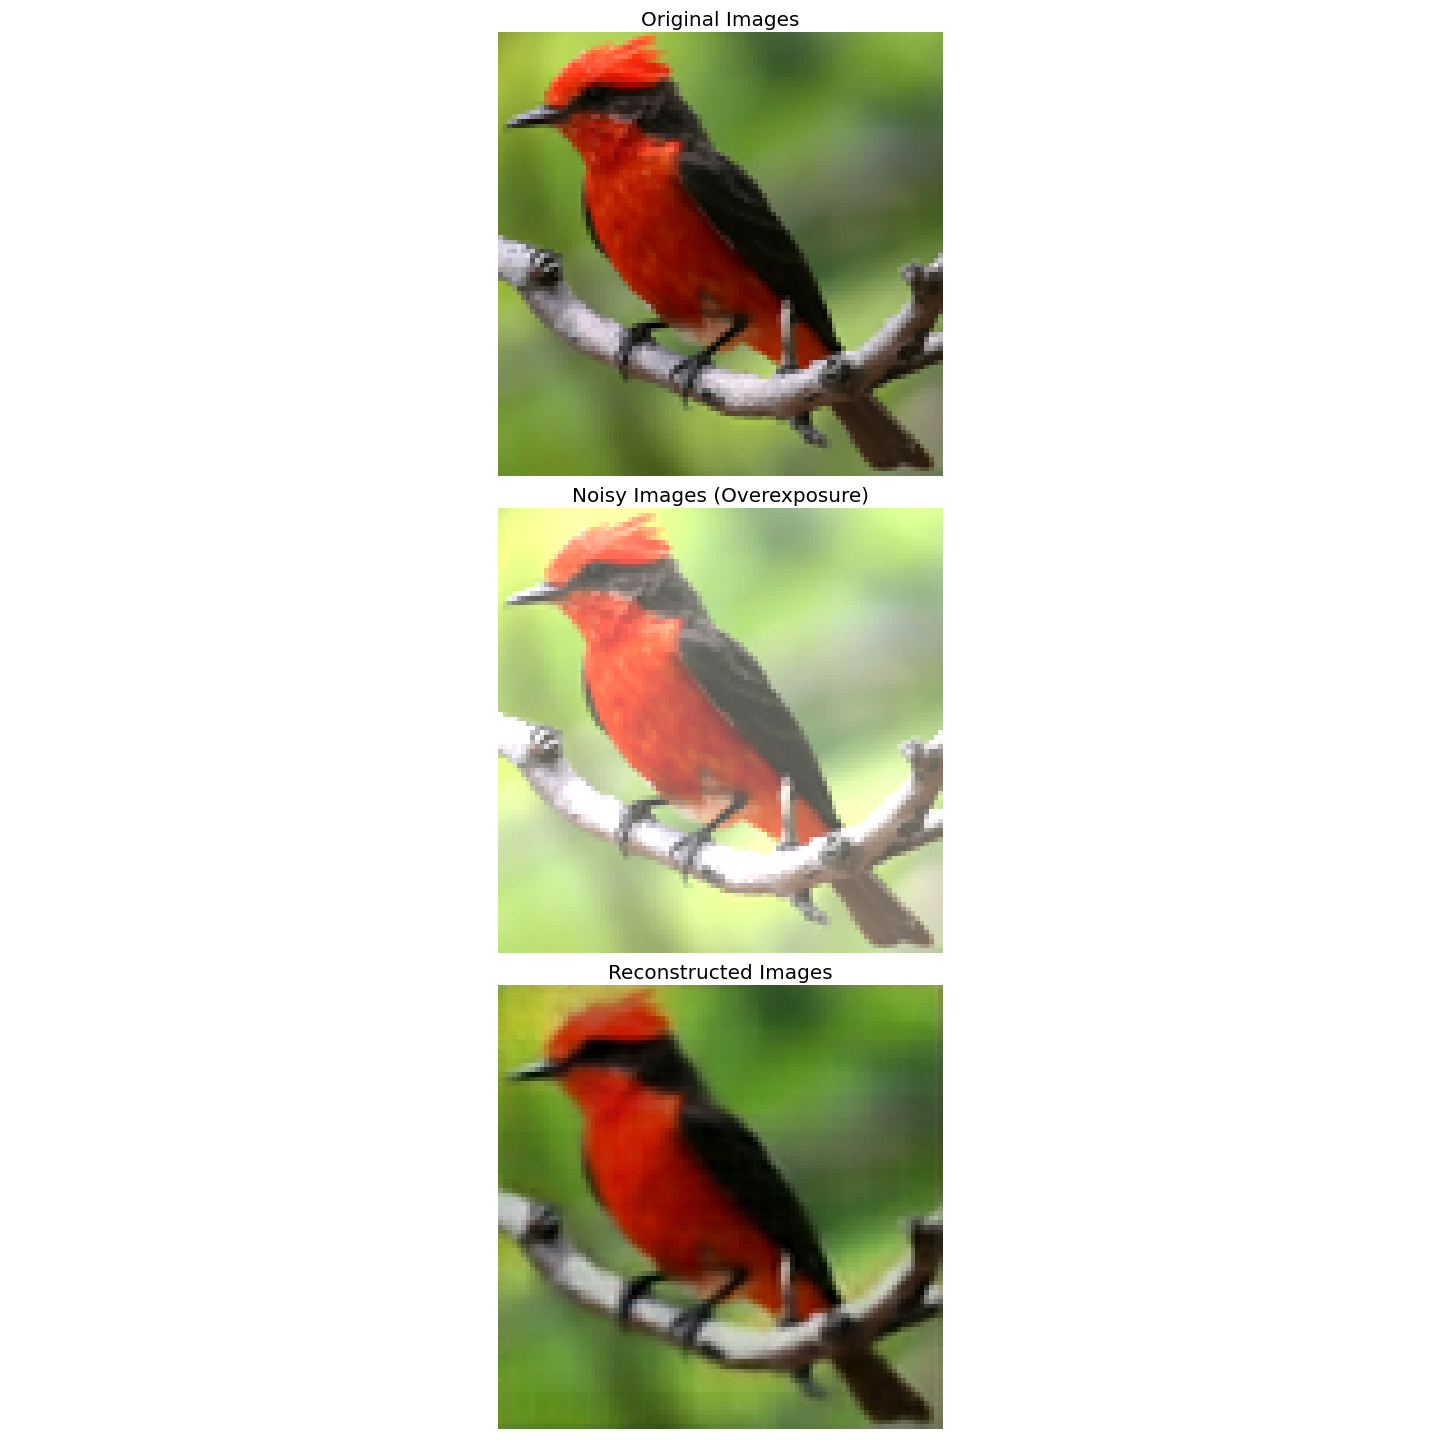 Original Images
Noisy Images (Overexposure)
Reconstructed Images